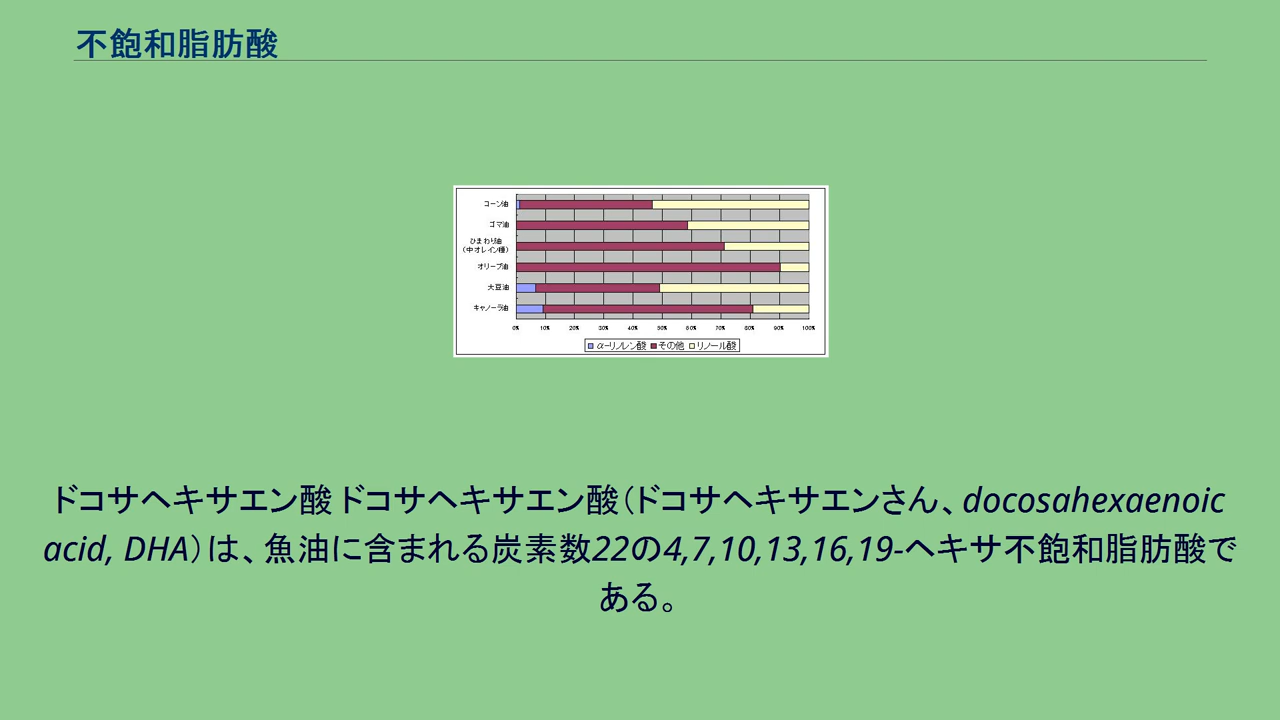 不飽和脂肪酸
コーン油
ゴマ油
ひまわり油
(中オレイン種)
オリーブ油
大豆油
キャノーラ油
0% 10% 20% 30% 40% 50% 60% 70% 80% 90% 100%
α-リノレン酸 その他 リノール酸
ドコサヘキサエン酸 ドコサヘキサエン酸（ドコサヘキサエンさん、docosahexaenoic
acid, DHA）は、魚油に含まれる炭素数22の4,7,10,13,16,19-ヘキサ不飽和脂肪酸で
ある。